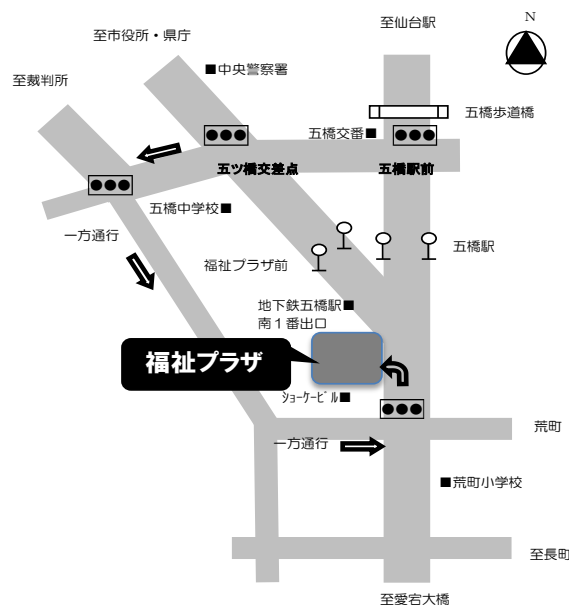 N
至仙台駅
至市役所・県庁
■中央警察署
至裁判所
五橋歩道橋
五橋交番■
五ツ橋交差点
五橋駅前
五橋中学校■
一方通行
五橋駅
福祉プラザ前
地下鉄五橋駅■
南１番出口
福祉プラザ
ｼｮｰｹｰﾋﾞﾙ■
荒町
一方通行
■荒町小学校
至長町
至愛宕大橋